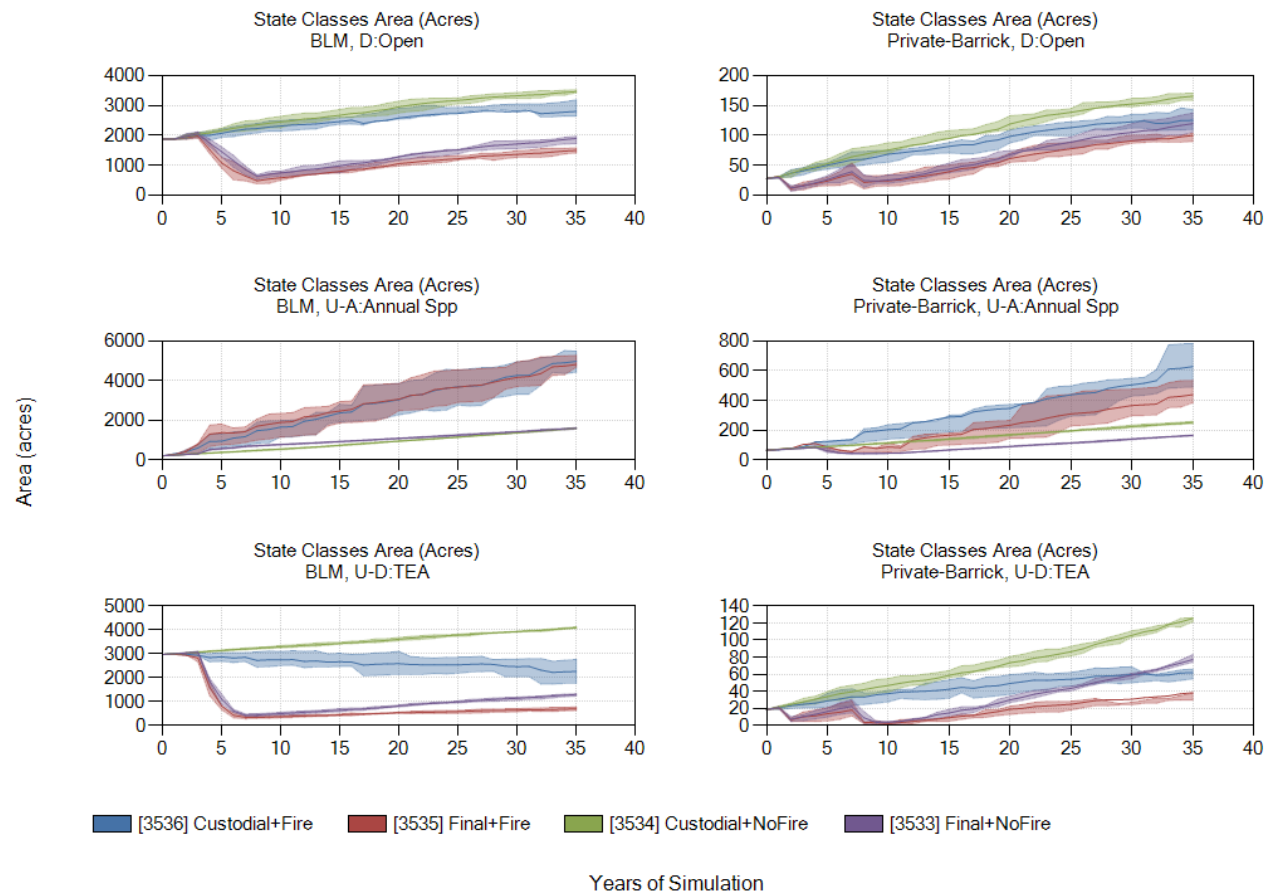 State Classes Area (Acres)
BLM, D:Open
4000
3000
2000
1000
0
0 5 10 15 20 25 30 35 40
State Classes Area (Acres)
Private-Barrick, D:Open
200
150
100
50
0
0 5 10 15 20 25 30 35 40
State Classes Area (Acres)
BLM, U-A:Annual Spp
6000
4000
2000
0
0 5 10 15 20 25 30 35 40
State Classes Area (Acres)
Private-Barrick, U-A:Annual Spp
800
600
400
200
0
0 5 10 15 20 25 30 35 40
Area (acres)
State Classes Area (Acres)
BLM, U-D:TEA
5000
4000
3000
2000
1000
0
0 5 10 15 20 25 30 35 40
State Classes Area (Acres)
Private-Barrick, U-D:TEA
140
120
100
80
60
40
20
0
0 5 10 15 20 25 30 35 40
[3536] Custodial+Fire [3535] Final+Fire [3534] Custodial+NoFire [3533] Final+NoFire
Years of Simulation